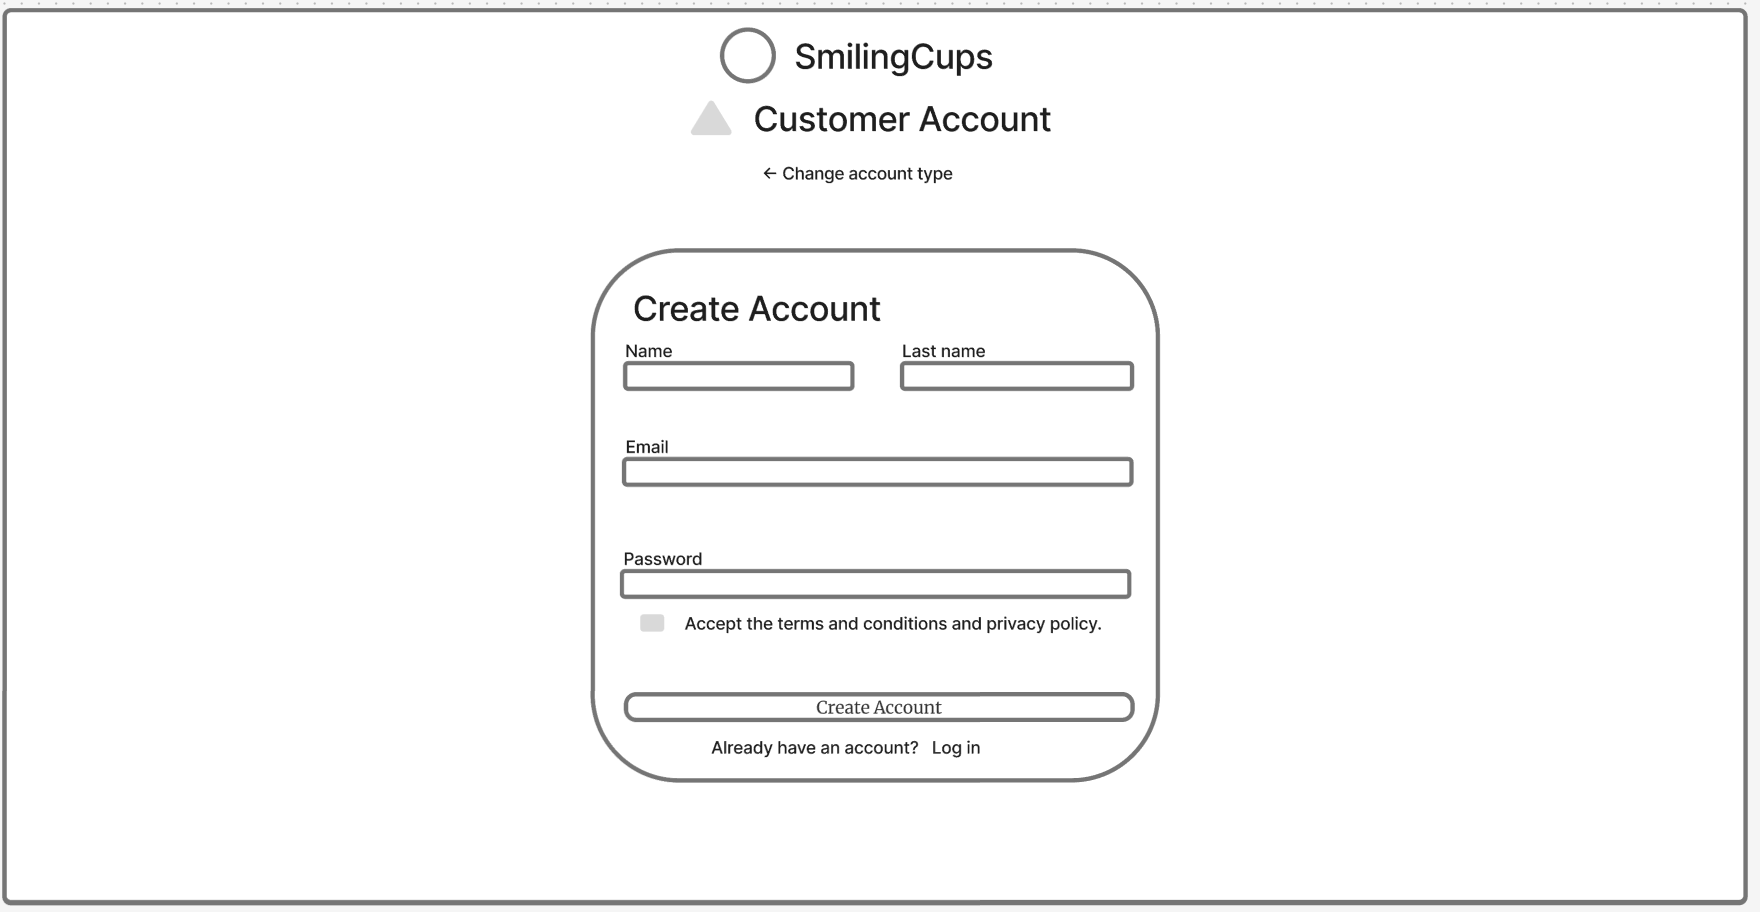 SmilingCups
Customer Account
← Change account type
Create Account
Name
Last name
Email
Password
Accept the terms and conditions and privacy policy.
Create Account
Already have an account? Log in